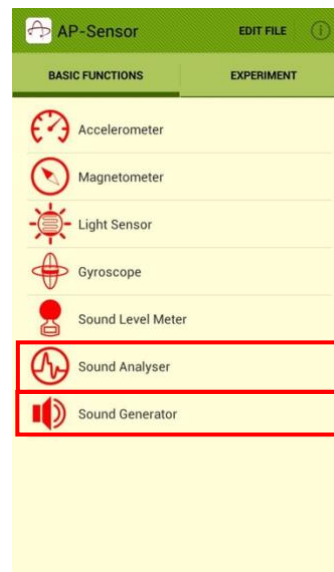 AP-Sensor EDIT FILE
BASIC FUNCTIONS EXPERIMENT
Accelerometer
Magnetometer
Light Sensor
Gyroscope
Sound Level Meter
Sound Analyser
Sound Generator